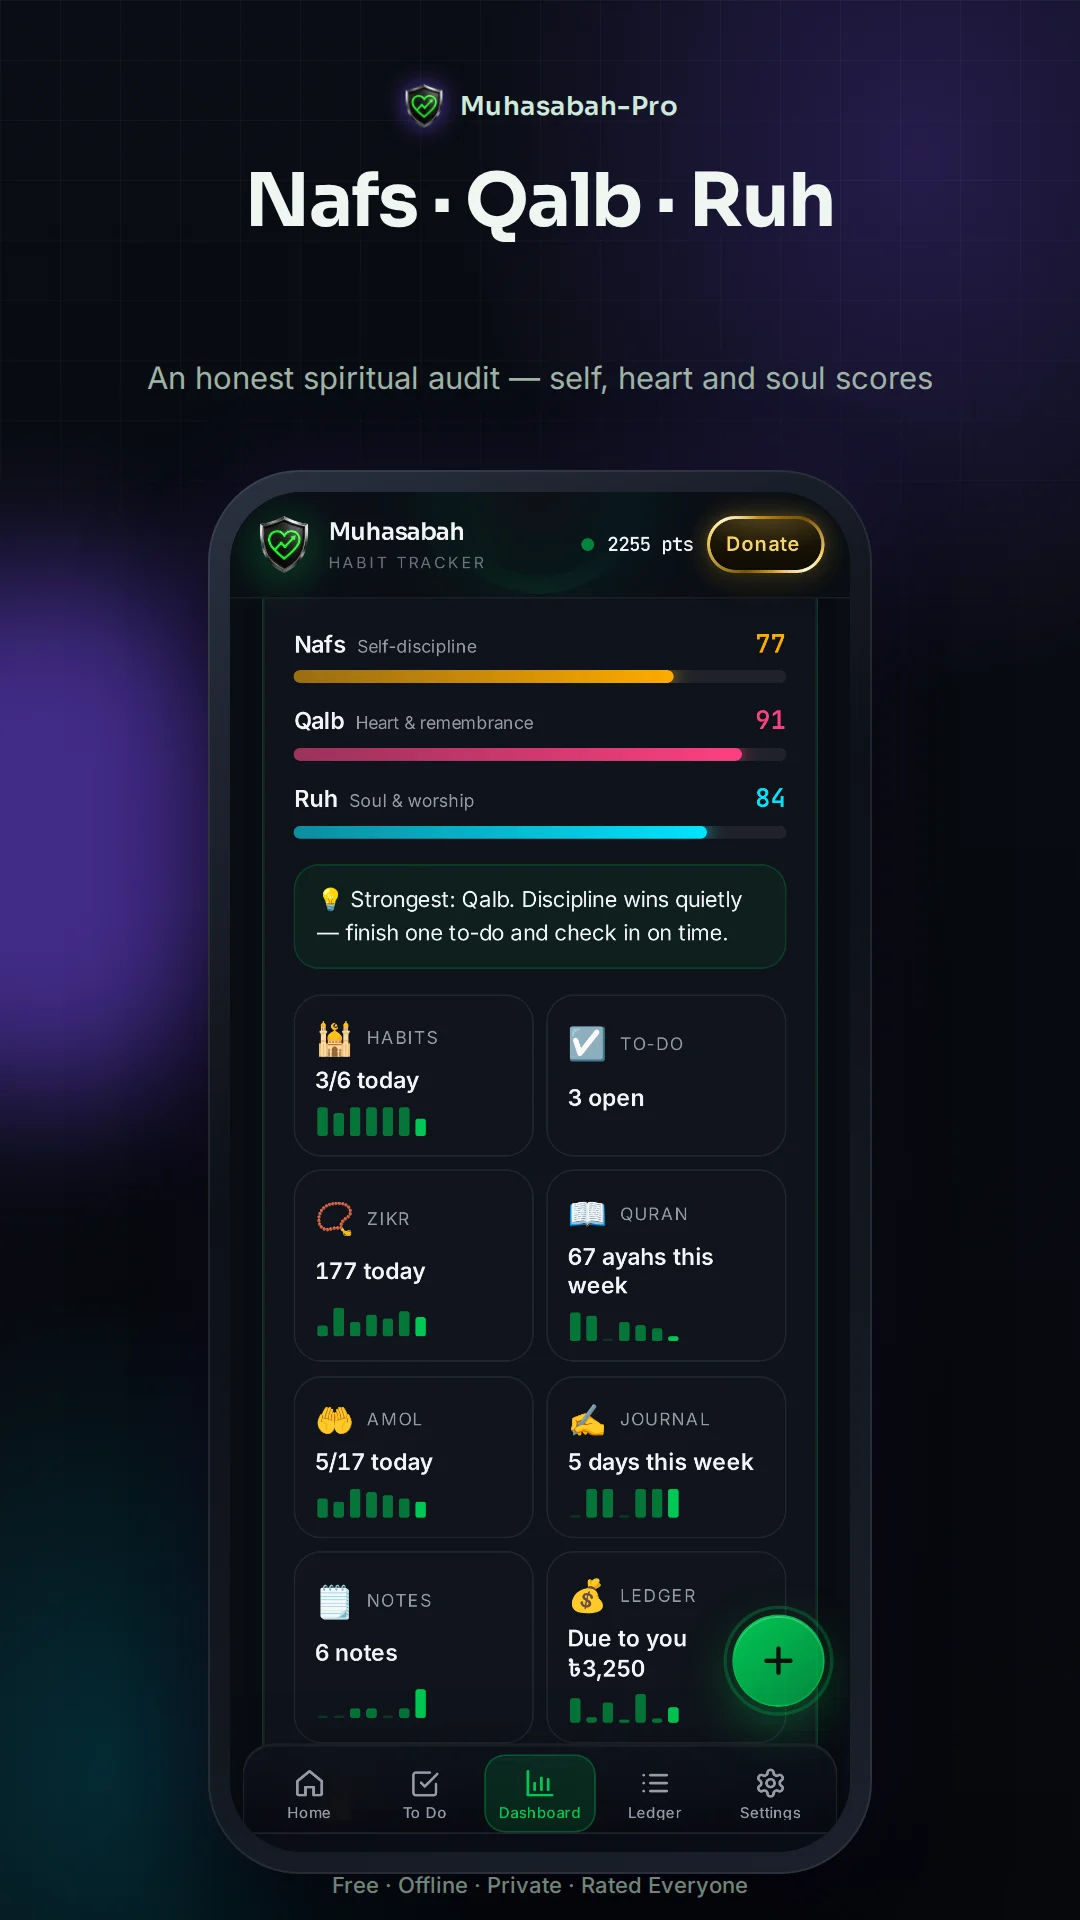 Muhasabah-Pro
Nafs · Qalb · Ruh
An honest spiritual audit — self, heart and soul scores
Muhasabah
HABIT TRACKER
2255 pts
Donate
Nafs Self-discipline 77
Qalb Heart & remembrance 91
Ruh Soul & worship 84
💡 Strongest: Qalb. Discipline wins quietly
— finish one to-do and check in on time.
HABITS
3/6 today
TO-DO
3 open
ZIKR
177 today
QURAN
67 ayahs this
week
AMOL
5/17 today
JOURNAL
5 days this week
NOTES
6 notes
LEDGER
Due to you
৳3,250
Home
To Do
Dashboard
Ledger
Settings
Free · Offline · Private · Rated Everyone